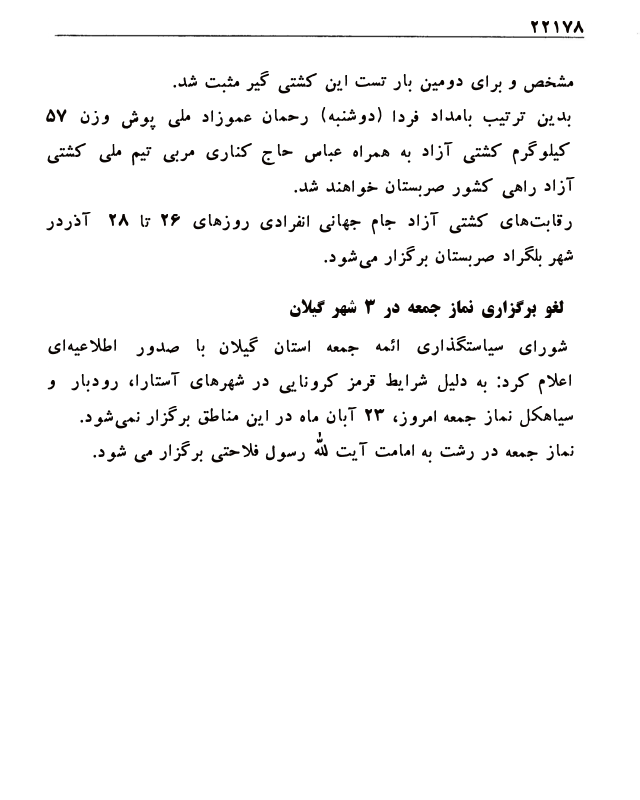 ۲۲۱۷۸
مشخص و برای دومین بار تست این کشتی گیر مثبت شد.
بدین ترتیب بامداد فردا (دوشنبه) رحمان عموزاد ملی پوش وزن ۵۷
کیلوگرم کشتی آزاد به همراه عباس حاج کناری مربی تیم ملی کشتی
آزاد راهی کشور صربستان خواهند شد.
رقابت‌های کشتی آزاد جام جهانی انفرادی روزهای ۲۶ تا ۲۸ آذردر
شهر بلگراد صربستان برگزار می‌شود.
لغو برگزاری نماز جمعه در ۳ شهر گیلان
شورای سیاستگذاری ائمه جمعه استان گیلان با صدور اطلاعیه‌ای
اعلام کرد: به دلیل شرایط قرمز کرونایی در شهرهای آستارا، رودبار و
سیاهکل نماز جمعه امروز، ۲۳ آبان ماه در این مناطق برگزار نمی‌شود.
نماز جمعه در رشت به امامت آیت لله رسول فلاحتی برگزار می شود.